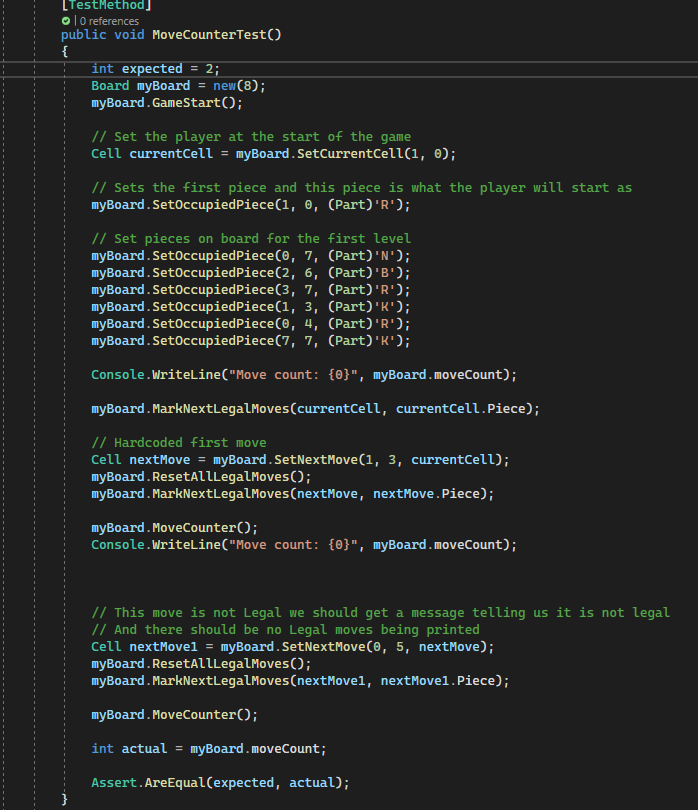 [TestMethod]
| 0 references
public void MoveCounterTest()
{
int expected = 2;
Board myBoard = new(8);
myBoard.GameStart();
// Set the player at the start of the game
Cell currentCell = myBoard.SetCurrentCell(1, 0);
// Sets the first piece and this piece is what the player will start as
myBoard.SetOccupiedPiece(1, 0, (Part)'R');
// Set pieces on board for the first level
myBoard.SetOccupiedPiece(0, 7, (Part)'N');
myBoard.SetOccupiedPiece(2, 6, (Part)'B');
myBoard.SetOccupiedPiece(3, 7, (Part)'R');
myBoard.SetOccupiedPiece(1, 3, (Part)'K');
myBoard.SetOccupiedPiece(0, 4, (Part)'R');
myBoard.SetOccupiedPiece(7, 7, (Part)'K');
Console.WriteLine("Move count: {0}", myBoard.moveCount);
myBoard.MarkNextLegalMoves(currentCell, currentCell.Piece);
// Hardcoded first move
Cell nextMove = myBoard.SetNextMove(1, 3, currentCell);
myBoard.ResetAllLegalMoves();
myBoard.MarkNextLegalMoves(nextMove, nextMove.Piece);
myBoard.MoveCounter();
Console.WriteLine("Move count: {0}", myBoard.moveCount);
// This move is not Legal we should get a message telling us it is not legal
// And there should be no Legal moves being printed
Cell nextMove1 = myBoard.SetNextMove(0, 5, nextMove);
myBoard.ResetAllLegalMoves();
myBoard.MarkNextLegalMoves(nextMove1, nextMove1.Piece);
myBoard.MoveCounter();
int actual = myBoard.moveCount;
Assert.AreEqual(expected, actual);
}